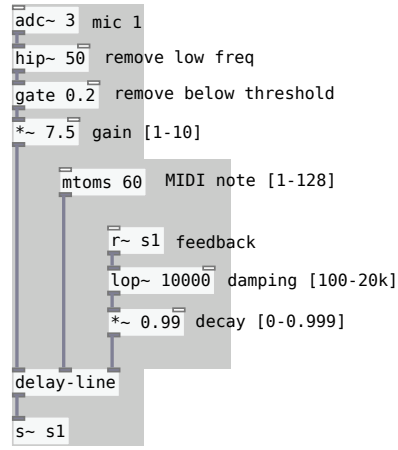 adc~ 3 mic 1
hip~ 50 remove low freq
gate 0.2 remove below threshold
*~ 7.5 gain [1-10]
mtoms 60 MIDI note [1-128]
r~ s1 feedback
lop~ 10000 damping [100-20k]
*~ 0.99 decay [0-0.999]
delay-line
s~ s1